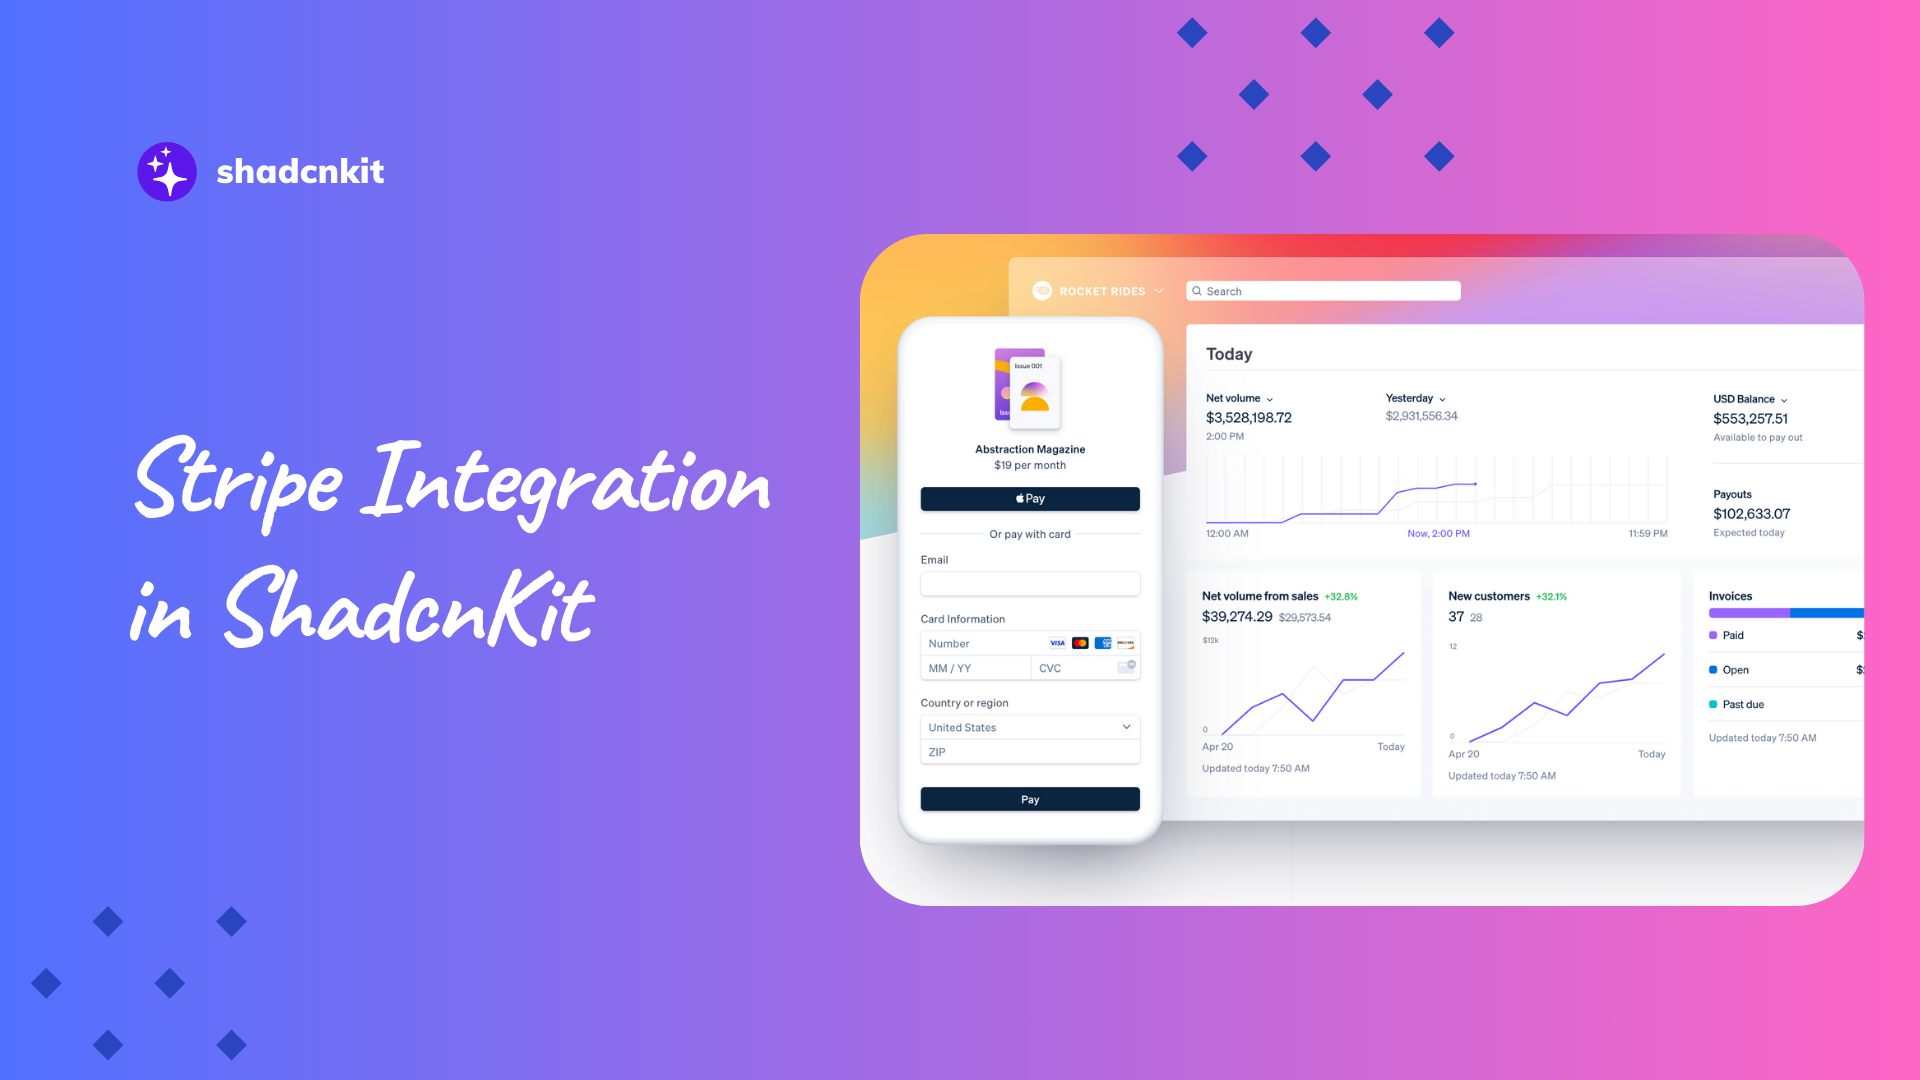 shadcnkit
Stripe Integration
in ShadcnKit
ROCKET RIDES
Search
Issue 001
Abstraction Magazine
$19 per month
Pay
Or pay with card
Email
Card Information
Number
VISA
MM / YY
CVC
Country or region
United States
ZIP
Pay
Today
Net volume
$3,528,198.72
2:00 PM
Yesterday
$2,931,556.34
12:00 AM
Now, 2:00 PM
11:59 PM
USD Balance
$553,257.51
Available to pay out
Payouts
$102,633.07
Expected today
Net volume from sales +32.8%
$39,274.29 $29,573.54
$12k
0
Apr 20
Today
Updated today 7:50 AM
New customers +32.1%
37 28
12
0
Apr 20
Today
Updated today 7:50 AM
Invoices
Paid
Open
Past due
Updated today 7:50 AM